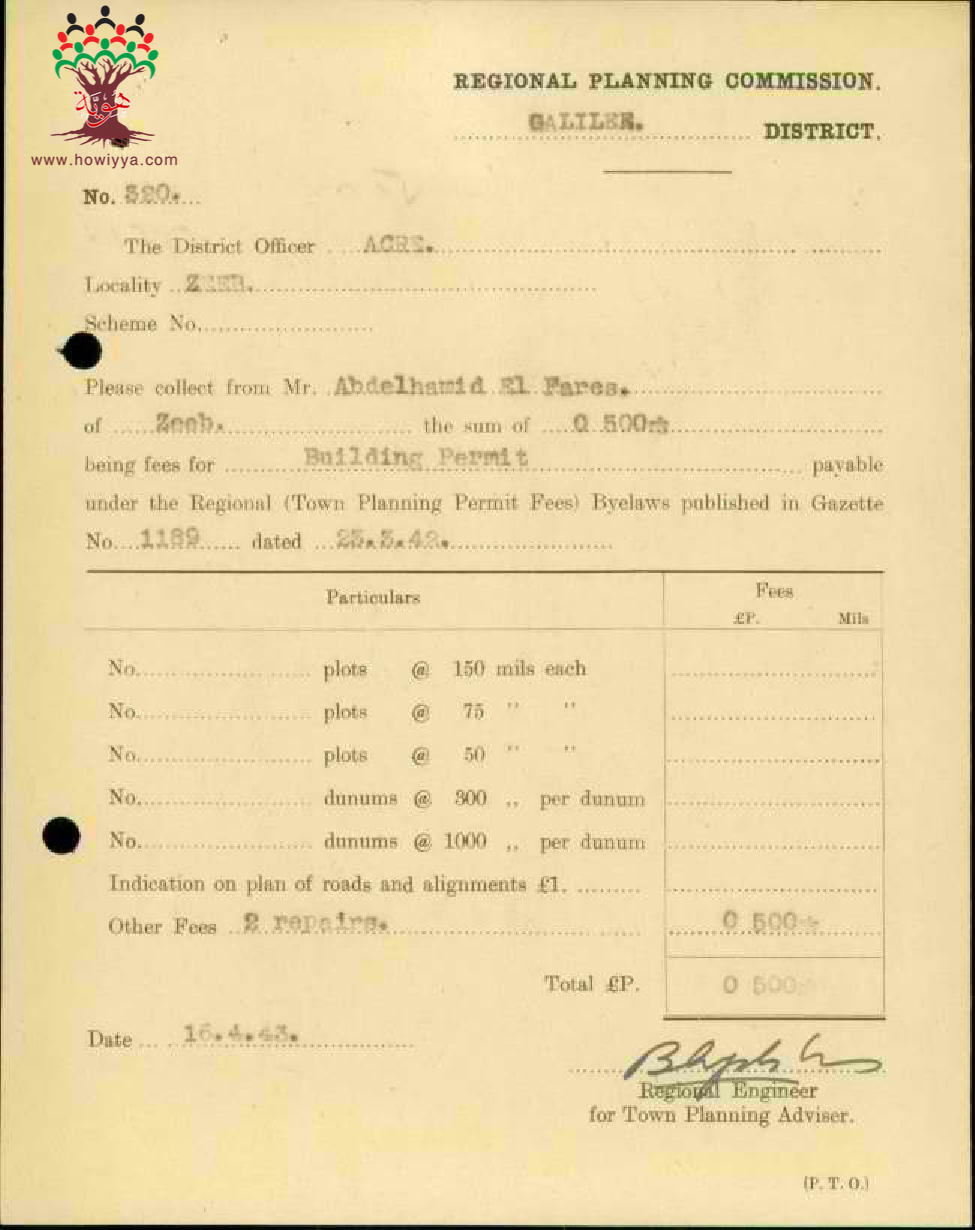 هوية
www.howiyya.com
REGIONAL PLANNING COMMISSION.
GALILEE. DISTRICT.
No. 320.
The District Officer ACRE.
Locality ZEEB.
Scheme No.
Please collect from Mr. Abdelhamid El Fares.
of Zeeb. the sum of 0 500
being fees for Building Permit payable
under the Regional (Town Planning Permit Fees) Byelaws published in Gazette
No. 1189 dated 23.3.42.
Particulars Fees
£P. Mils
No. plots @ 150 mils each
No. plots @ 75 " "
No. plots @ 50 " "
No. dunums @ 300 ,, per dunum
No. dunums @ 1000 ,, per dunum
Indication on plan of roads and alignments £1.
Other Fees 2 repairs. 0 500
Total £P. 0 500
Date 16.4.43.
Regional Engineer
for Town Planning Adviser.
(P. T. O.)